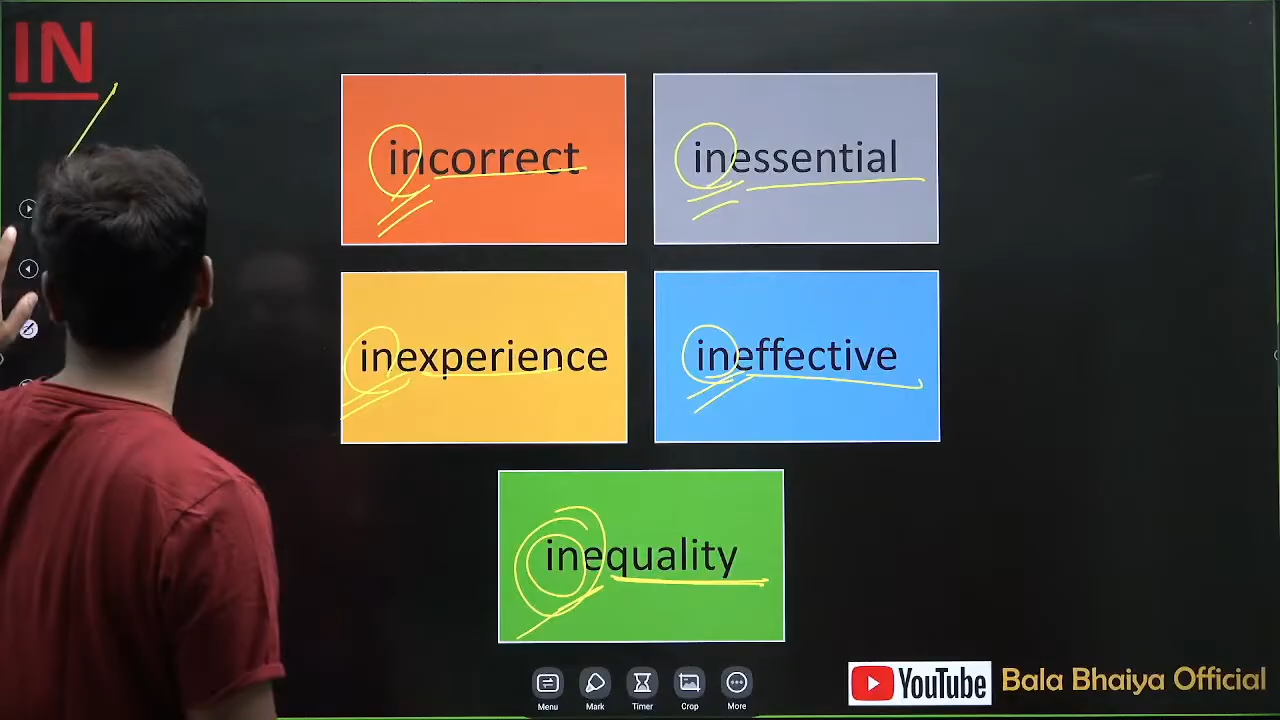 IN
incorrect
inessential
inexperience
ineffective
inequality
Menu
Mark
Timer
Crop
More
YouTube
Bala Bhaiya Official